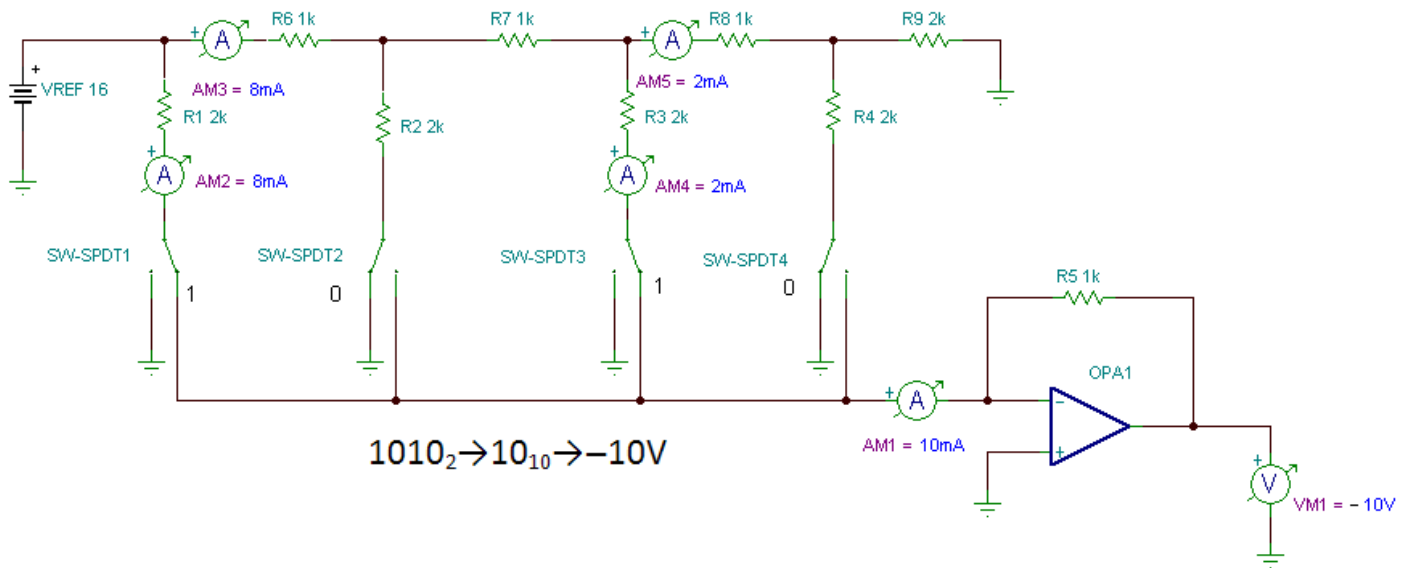 R6 1k
R7 1k
R8 1k
R9 2k
+
A
+
A
+
VREF 16
AM3 = 8mA
AM5 = 2mA
R1 2k
R2 2k
R3 2k
R4 2k
+
A
AM2 = 8mA
+
A
AM4 = 2mA
SW-SPDT1
SW-SPDT2
SW-SPDT3
SW-SPDT4
1
0
1
0
R5 1k
OPA1
+
A
−
+
AM1 = 10mA
1010₂→10₁₀→–10V
+
V
VM1 = - 10V